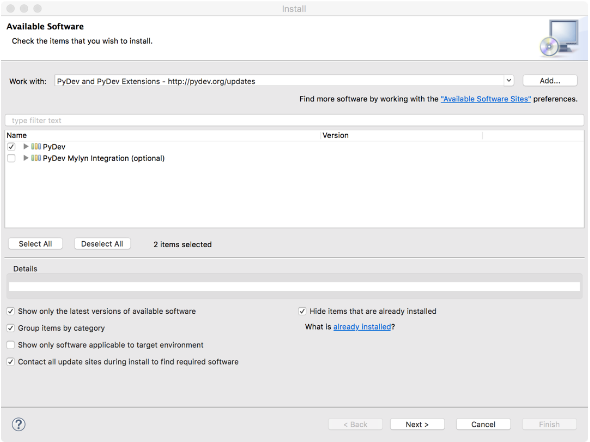 Install
Available Software
Check the items that you wish to install.
Work with: PyDev and PyDev Extensions - http://pydev.org/updates Add...
Find more software by working with the "Available Software Sites" preferences.
type filter text
Name Version
PyDev
PyDev Mylyn Integration (optional)
Select All Deselect All 2 items selected
Details
Show only the latest versions of available software Hide items that are already installed
Group items by category What is already installed?
Show only software applicable to target environment
Contact all update sites during install to find required software
? < Back Next > Cancel Finish